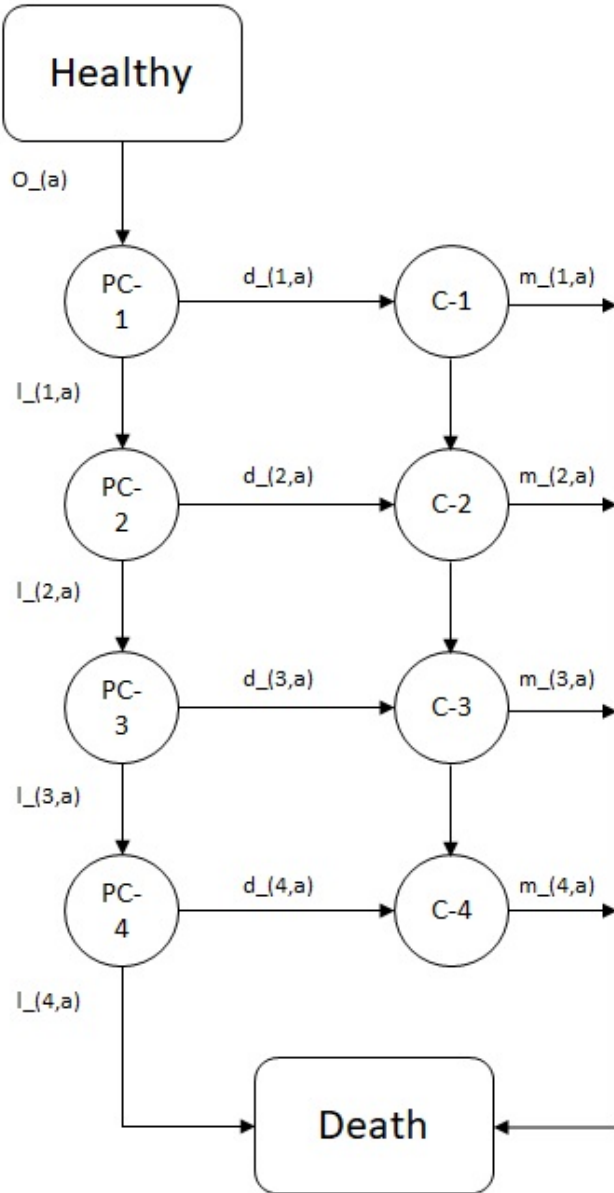 Healthy
O_(a)
PC-
1
d_(1,a)
C-1
m_(1,a)
l_(1,a)
PC-
2
d_(2,a)
C-2
m_(2,a)
l_(2,a)
PC-
3
d_(3,a)
C-3
m_(3,a)
l_(3,a)
PC-
4
d_(4,a)
C-4
m_(4,a)
l_(4,a)
Death